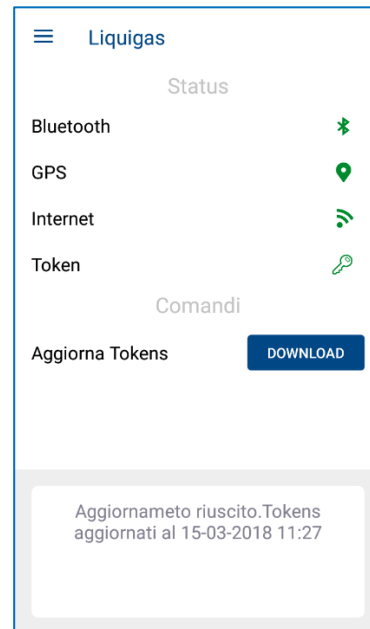 Liquigas
Status
Bluetooth
GPS
Internet
Token
Comandi
Aggiorna Tokens DOWNLOAD
Aggiornameto riuscito.Tokens
aggiornati al 15-03-2018 11:27